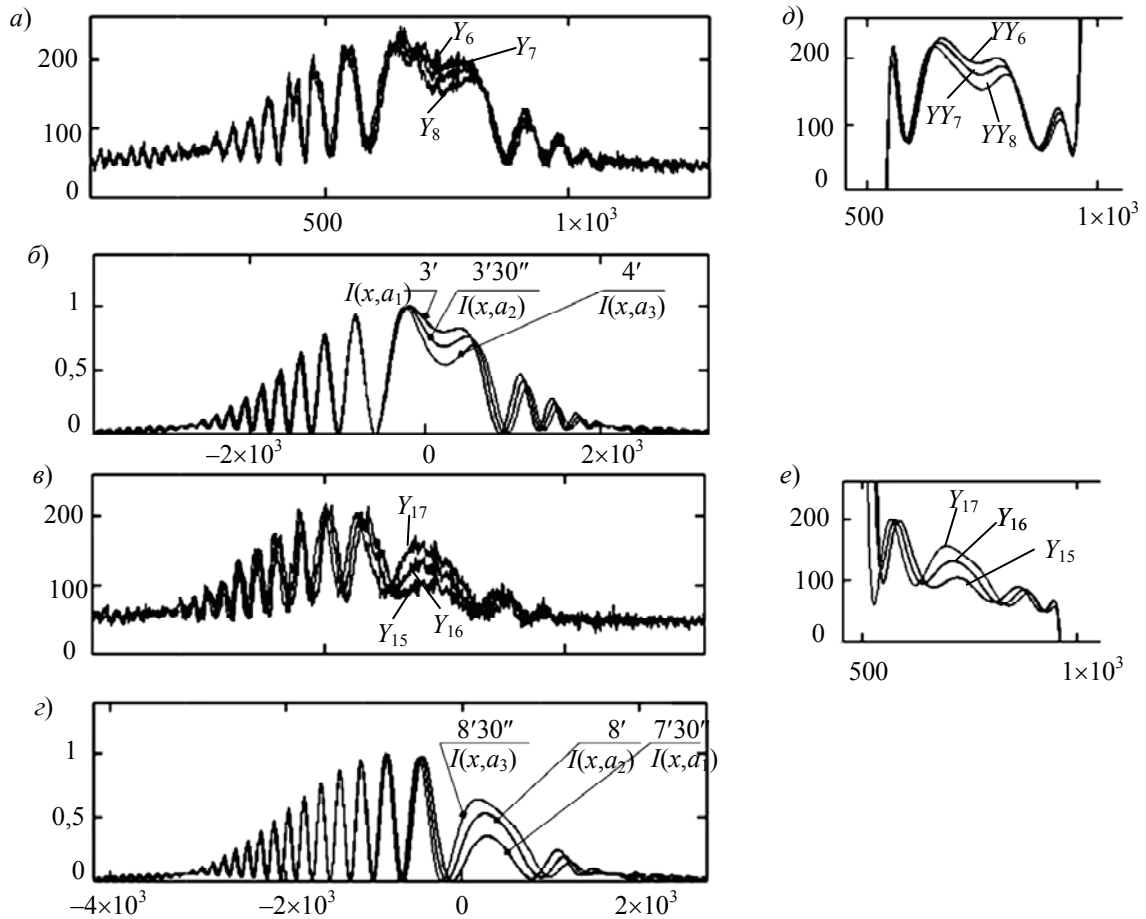 а)
200
100
0
Y6
Y7
Y8
500
1×10³
д)
200
100
0
YY6
YY7
YY8
500
1×10³
б)
1
0,5
0
3′
3′30″
4′
I(x,a1)
I(x,a2)
I(x,a3)
–2×10³
0
2×10³
в)
200
100
0
Y17
Y15
Y16
е)
200
100
0
Y17
Y16
Y15
500
1×10³
г)
1
0,5
0
8′30″
8′
7′30″
I(x,a3)
I(x,a2)
I(x,a1)
–4×10³
–2×10³
0
2×10³